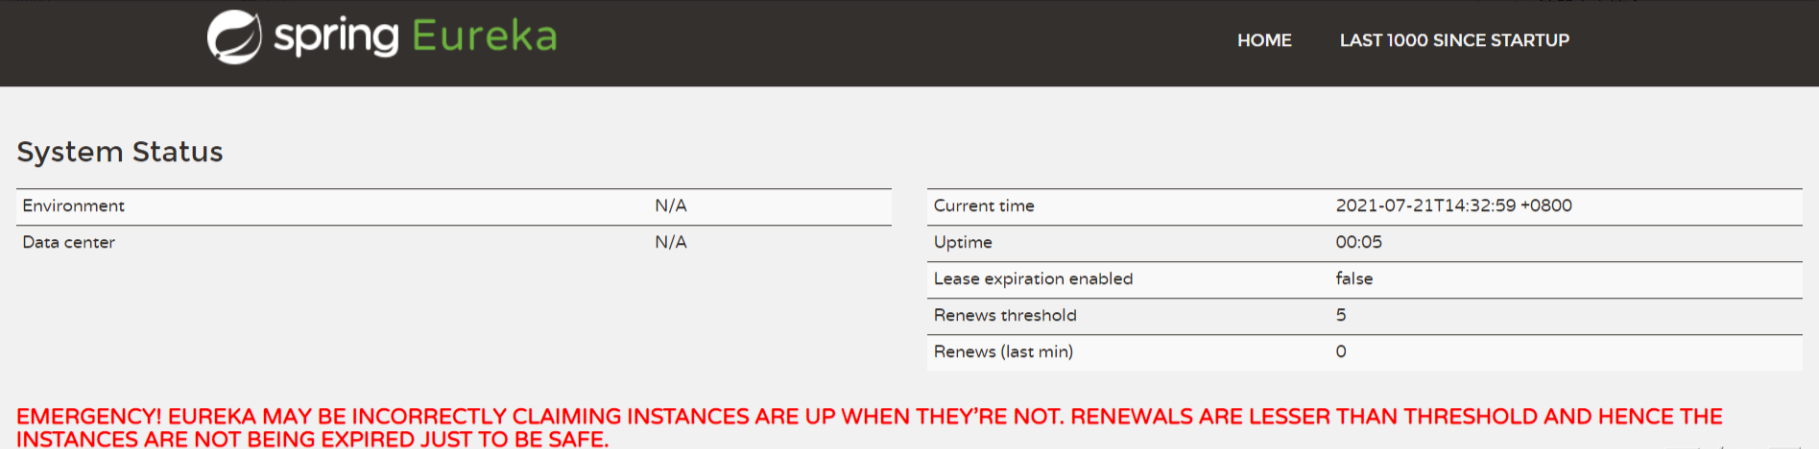 spring Eureka
HOME LAST 1000 SINCE STARTUP
System Status
Environment N/A
Data center N/A
Current time 2021-07-21T14:32:59 +0800
Uptime 00:05
Lease expiration enabled false
Renews threshold 5
Renews (last min) 0
EMERGENCY! EUREKA MAY BE INCORRECTLY CLAIMING INSTANCES ARE UP WHEN THEY'RE NOT. RENEWALS ARE LESSER THAN THRESHOLD AND HENCE THE
INSTANCES ARE NOT BEING EXPIRED JUST TO BE SAFE.